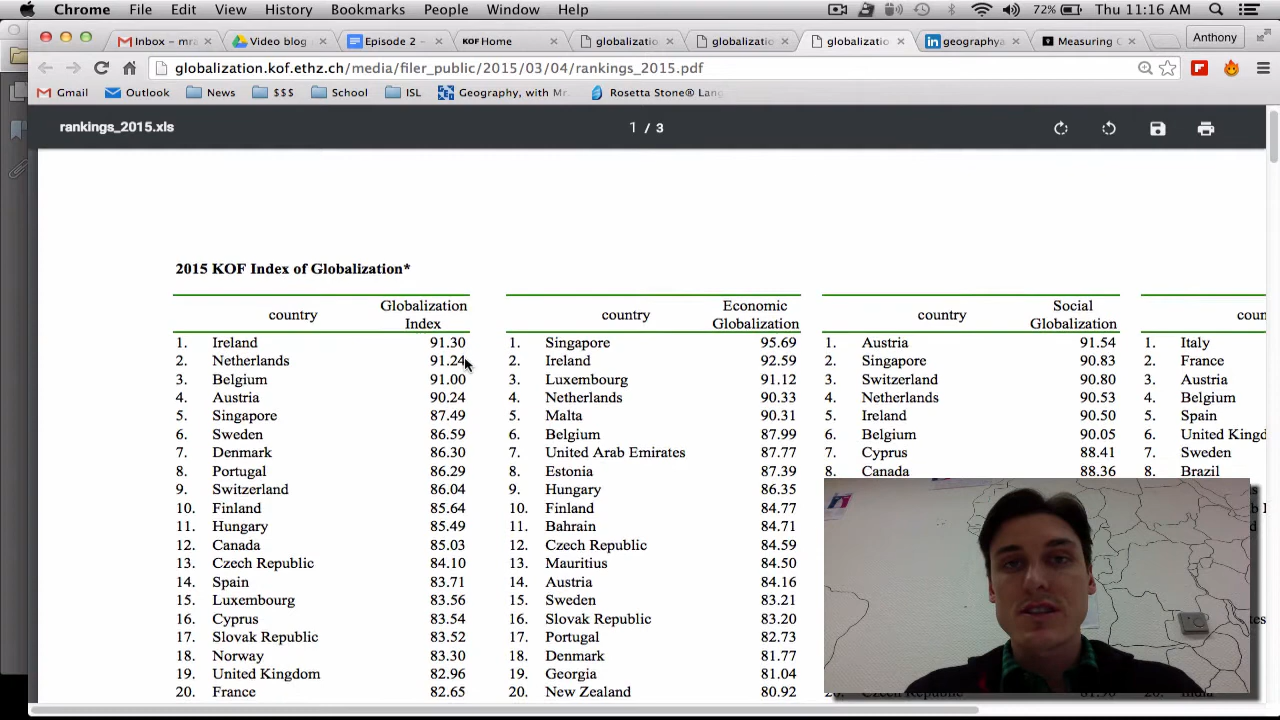 Chrome File Edit View History Bookmarks People Window Help 72% Thu 11:16 AM
Inbox – mra Video blog Episode 2 – KOF Home globalizatio globalizatio globalizatio geographya Measuring Anthony
globalization.kof.ethz.ch/media/filer_public/2015/03/04/rankings_2015.pdf
Gmail Outlook News $$$ School ISL Geography, with Mr. Rosetta Stone® Lang
rankings_2015.xls 1 / 3
2015 KOF Index of Globalization*
country Globalization Index country Economic Globalization country Social Globalization coun
1. Ireland 91.30 1. Singapore 95.69 1. Austria 91.54 1. Italy
2. Netherlands 91.24 2. Ireland 92.59 2. Singapore 90.83 2. France
3. Belgium 91.00 3. Luxembourg 91.12 3. Switzerland 90.80 3. Austria
4. Austria 90.24 4. Netherlands 90.33 4. Netherlands 90.53 4. Belgium
5. Singapore 87.49 5. Malta 90.31 5. Ireland 90.50 5. Spain
6. Sweden 86.59 6. Belgium 87.99 6. Belgium 90.05 6. United Kingd
7. Denmark 86.30 7. United Arab Emirates 87.77 7. Cyprus 88.41 7. Sweden
8. Portugal 86.29 8. Estonia 87.39 8. Canada 88.36 8. Brazil
9. Switzerland 86.04 9. Hungary 86.35
10. Finland 85.64 10. Finland 84.77
11. Hungary 85.49 11. Bahrain 84.71
12. Canada 85.03 12. Czech Republic 84.59
13. Czech Republic 84.10 13. Mauritius 84.50
14. Spain 83.71 14. Austria 84.16
15. Luxembourg 83.56 15. Sweden 83.21
16. Cyprus 83.54 16. Slovak Republic 83.20
17. Slovak Republic 83.52 17. Portugal 82.73
18. Norway 83.30 18. Denmark 81.77
19. United Kingdom 82.96 19. Georgia 81.04
20. France 82.65 20. New Zealand 80.92